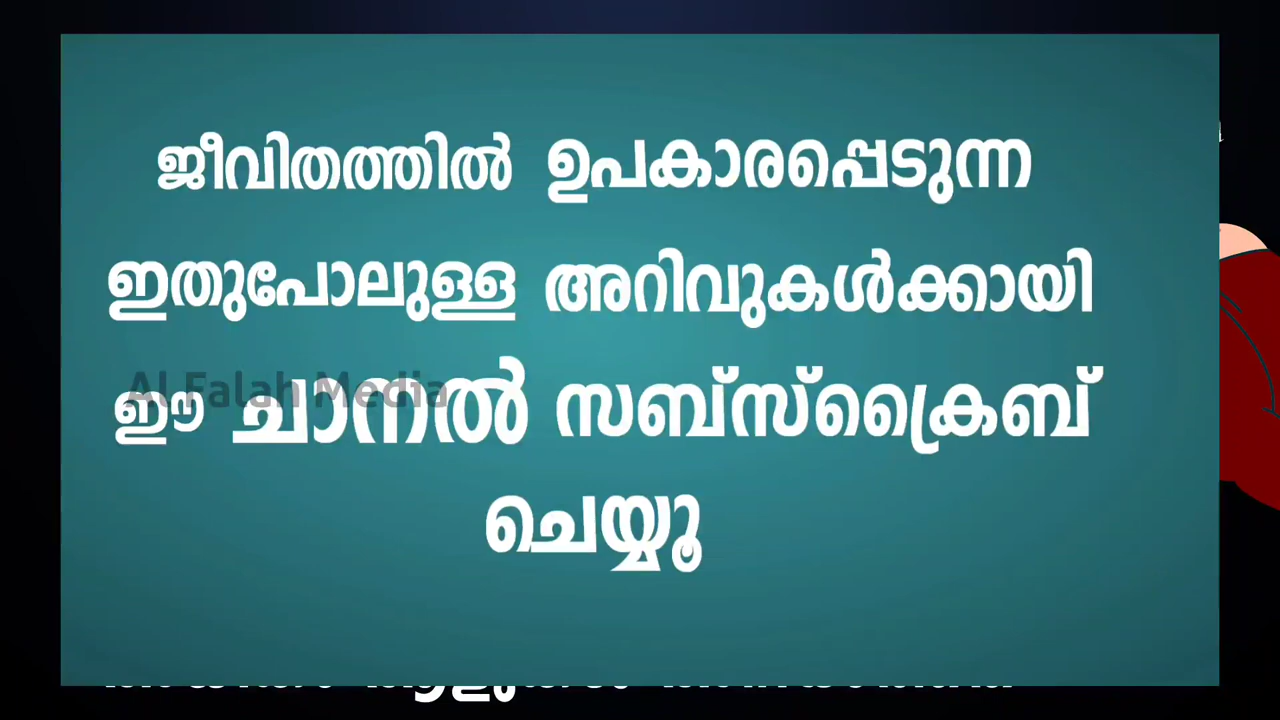 ജീവിതത്തിൽ ഉപകാരപ്പെടുന്ന
ഇതുപോലുള്ള അറിവുകൾക്കായി
ഈ ചാനൽ സബ്സ്ക്രൈബ്
ചെയ്യൂ
Al Falah Media